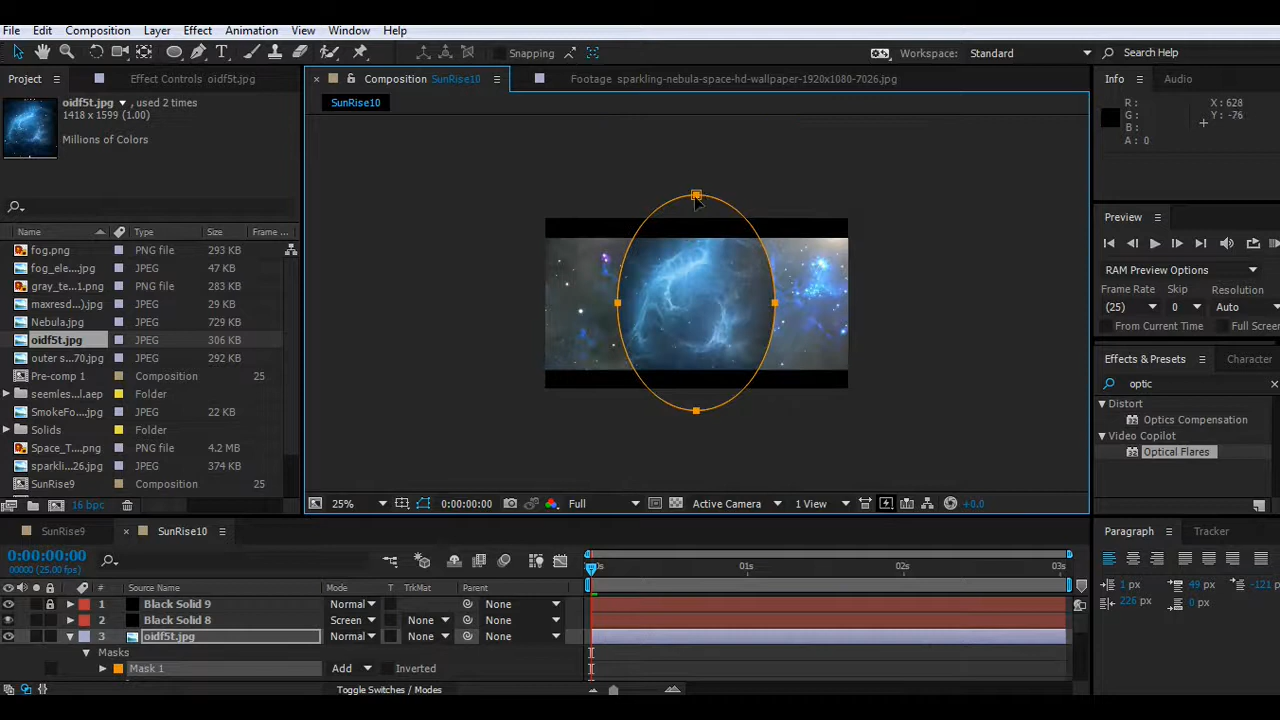 File Edit Composition Layer Effect Animation View Window Help
Snapping Workspace: Standard Search Help
Project Effect Controls oidf5t.jpg Composition SunRise10 Footage sparkling-nebula-space-hd-wallpaper-1920x1080-7026.jpg Info Audio
oidf5t.jpg , used 2 times
1418 x 1599 (1.00)
Millions of Colors
SunRise10
R: X: 628
G: Y: -76
B:
A: 0
Preview
RAM Preview Options
Frame Rate Skip Resolution
(25) 0 Auto
From Current Time Full Screen
Effects & Presets Character
optic
Distort
Optics Compensation
Video Copilot
Optical Flares
Name Type Size Frame ...
fog.png PNG file 293 KB
fog_ele...jpg JPEG 47 KB
gray_te...1.png PNG file 283 KB
maxresd...).jpg JPEG 29 KB
Nebula.jpg JPEG 729 KB
oidf5t.jpg JPEG 306 KB
outer s...70.jpg JPEG 292 KB
Pre-comp 1 Composition 25
seemles...l.aep Folder
SmokeFo...jpg JPEG 22 KB
Solids Folder
Space_T...png PNG file 4.2 MB
sparkli...26.jpg JPEG 374 KB
SunRise9 Composition 25
16 bpc
25% 0:00:00:00 Full Active Camera 1 View +0.0
SunRise9 SunRise10
0:00:00:00
00000 (25.00 fps)
Source Name Mode T TrkMat Parent
01s 02s 03s
1 Black Solid 9 Normal None
2 Black Solid 8 Screen None None
3 oidf5t.jpg Normal None None
Masks
Mask 1 Add Inverted
Toggle Switches / Modes
Paragraph Tracker
1 px 49 px -121
226 px 0 px